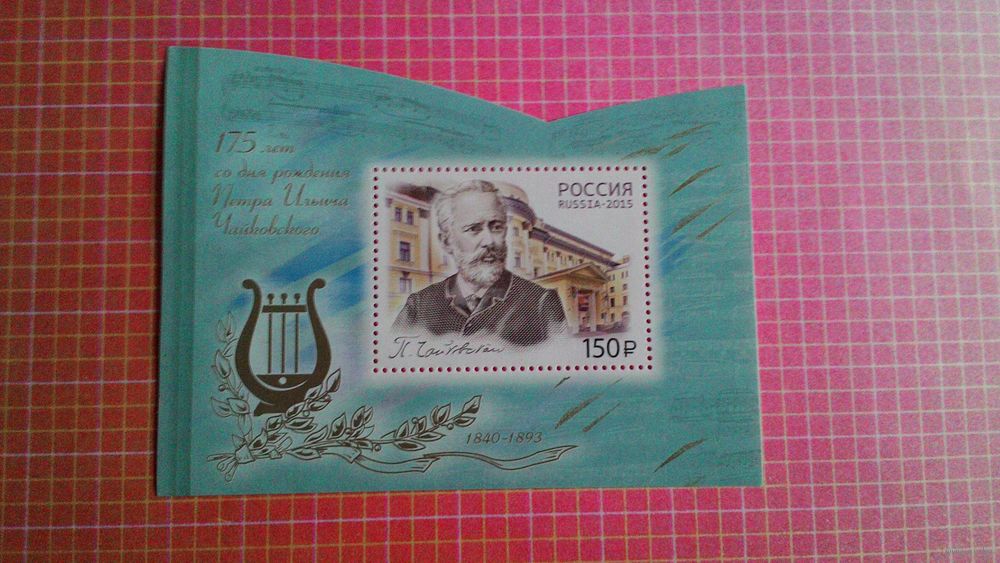 175 лет
со дня рождения
Петра Ильича
Чайковского
РОССИЯ
RUSSIA-2015
П. Чайковский
150₽
1840-1893